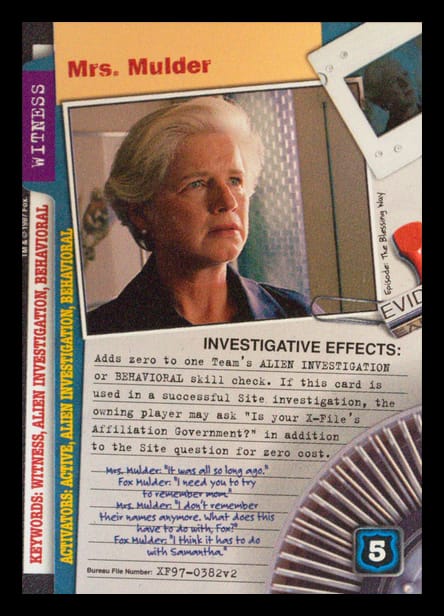 Mrs. Mulder
WITNESS
TM & © 1997 Fox.
KEYWORDS: WITNESS, ALIEN INVESTIGATION, BEHAVIORAL
ACTIVATORS: ACTIVE, ALIEN INVESTIGATION, BEHAVIORAL
Episode: The Blessing Way
EVID
INVESTIGATIVE EFFECTS:
Adds zero to one Team's ALIEN INVESTIGATION
or BEHAVIORAL skill check. If this card is
used in a successful Site investigation, the
owning player may ask "Is your X-File's
Affiliation Government?" in addition
to the Site question for zero cost.
Mrs. Mulder: "It was all so long ago."
Fox Mulder: "I need you to try
to remember mom."
Mrs. Mulder: "I don't remember
their names anymore. What does this
have to do with, Fox?"
Fox Mulder: "I think it has to do
with Samantha."
Bureau File Number: XF97-0382v2
5